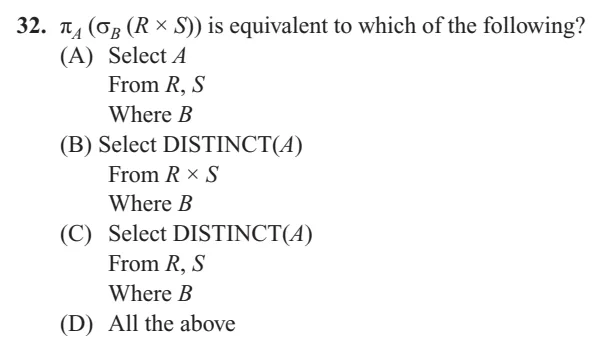 32. π_A (σ_B (R × S)) is equivalent to which of the following?
(A) Select A
From R, S
Where B
(B) Select DISTINCT(A)
From R × S
Where B
(C) Select DISTINCT(A)
From R, S
Where B
(D) All the above